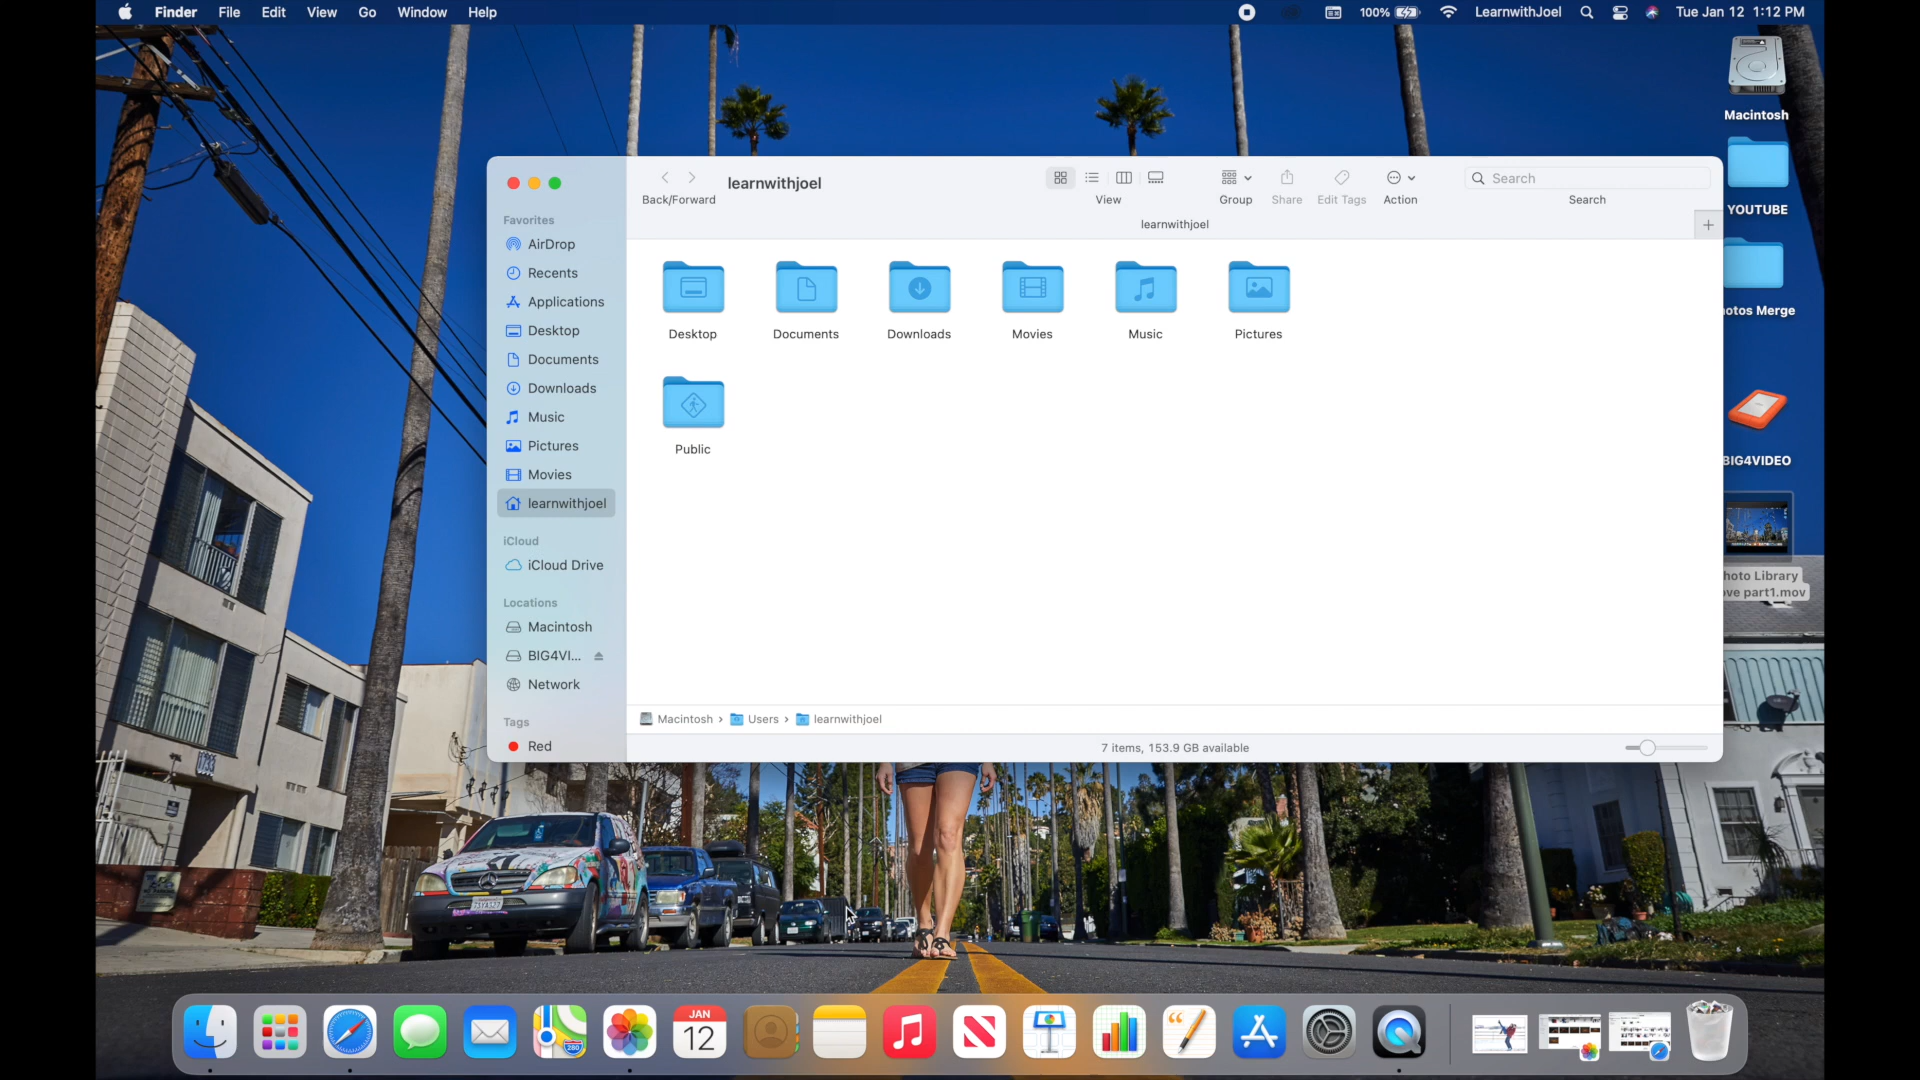 Finder File Edit View Go Window Help
100% LearnwithJoel Tue Jan 12 1:12 PM
Macintosh
YOUTUBE
otos Merge
BIG4VIDEO
hoto Library
ve part1.mov
Back/Forward
learnwithjoel
View
Group
Share
Edit Tags
Action
Search
Search
learnwithjoel
Favorites
AirDrop
Recents
Applications
Desktop
Documents
Downloads
Music
Pictures
Movies
learnwithjoel
iCloud
iCloud Drive
Locations
Macintosh
BIG4VI...
Network
Tags
Red
Desktop
Documents
Downloads
Movies
Music
Pictures
Public
Macintosh › Users › learnwithjoel
7 items, 153.9 GB available
JAN
12
280